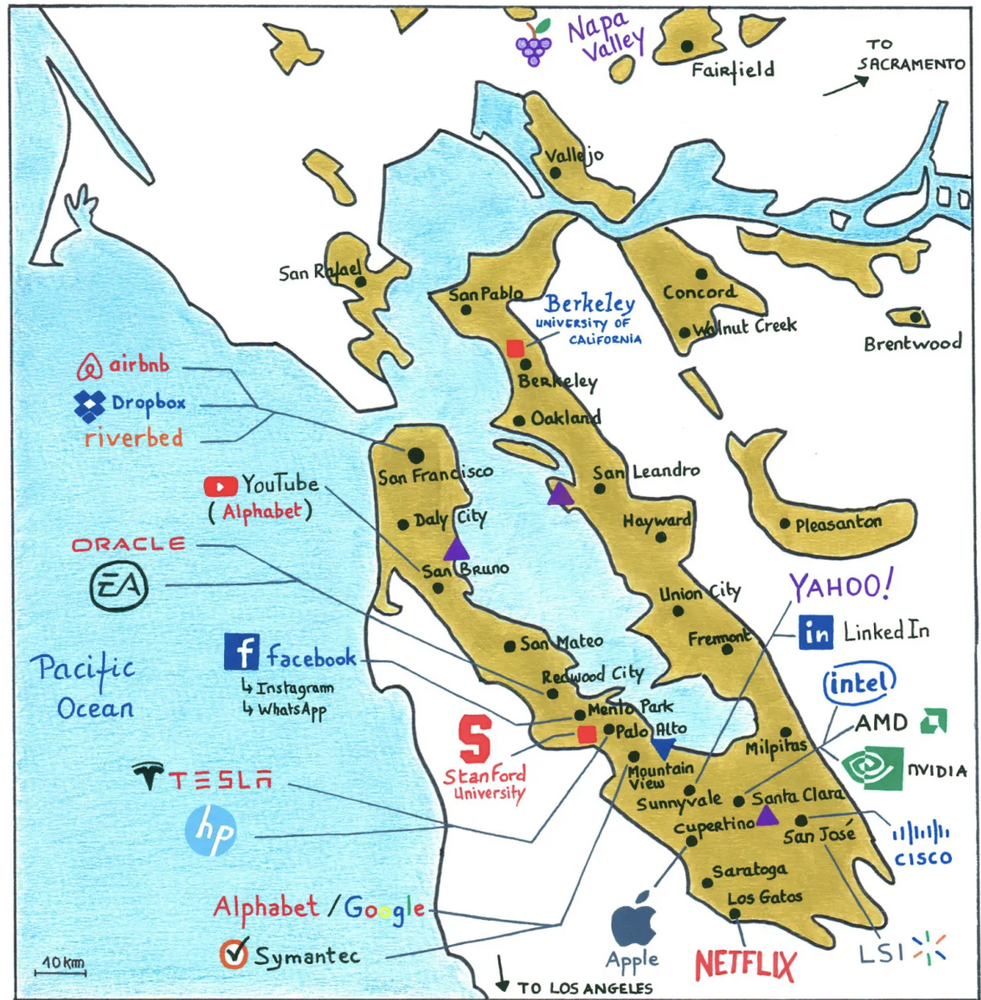 Napa
Valley
Fairfield
TO
SACRAMENTO
Vallejo
San Rafael
San Pablo
Berkeley
UNIVERSITY OF
CALIFORNIA
Concord
Walnut Creek
Brentwood
airbnb
Dropbox
riverbed
Berkeley
Oakland
San Francisco
San Leandro
YouTube
(Alphabet)
Daly City
Hayward
Pleasanton
ORACLE
EA
San Bruno
Union City
YAHOO!
in LinkedIn
Fremont
San Mateo
Pacific
Ocean
f facebook
↳ Instagram
↳ WhatsApp
Redwood City
intel
Menlo Park
Palo Alto
AMD
Milpitas
S
Stanford
University
Mountain
View
nVIDIA
TESLA
hp
Sunnyvale
Santa Clara
Cupertino
San José
CISCO
Saratoga
Los Gatos
Alphabet / Google
Symantec
Apple
NETFLIX
LSI
10 km
TO LOS ANGELES